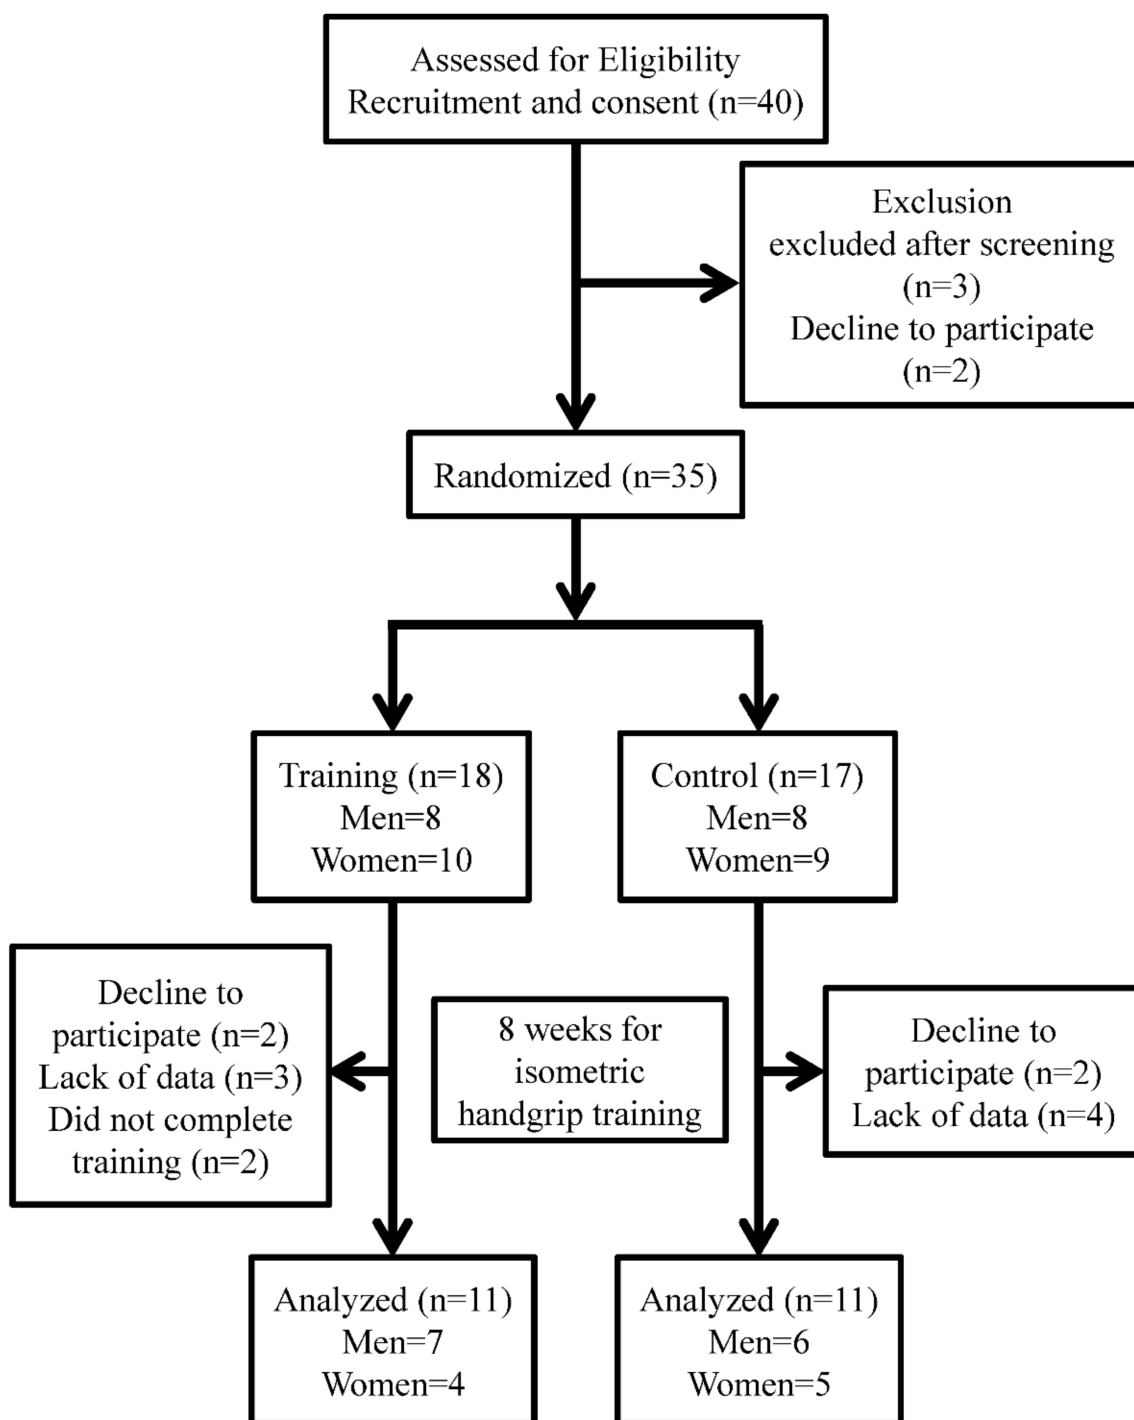 Assessed for Eligibility
Recruitment and consent (n=40)
Exclusion
excluded after screening
(n=3)
Decline to participate
(n=2)
Randomized (n=35)
Training (n=18)
Men=8
Women=10
Control (n=17)
Men=8
Women=9
Decline to
participate (n=2)
Lack of data (n=3)
Did not complete
training (n=2)
8 weeks for
isometric
handgrip training
Decline to
participate (n=2)
Lack of data (n=4)
Analyzed (n=11)
Men=7
Women=4
Analyzed (n=11)
Men=6
Women=5